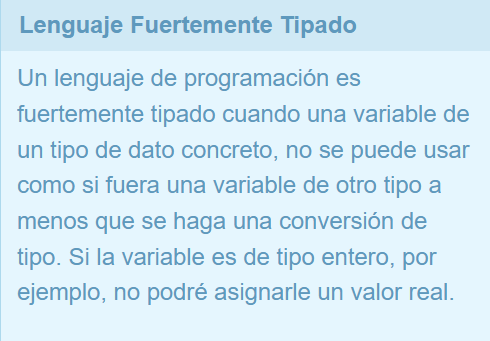 Lenguaje Fuertemente Tipado
Un lenguaje de programación es
fuertemente tipado cuando una variable de
un tipo de dato concreto, no se puede usar
como si fuera una variable de otro tipo a
menos que se haga una conversión de
tipo. Si la variable es de tipo entero, por
ejemplo, no podré asignarle un valor real.